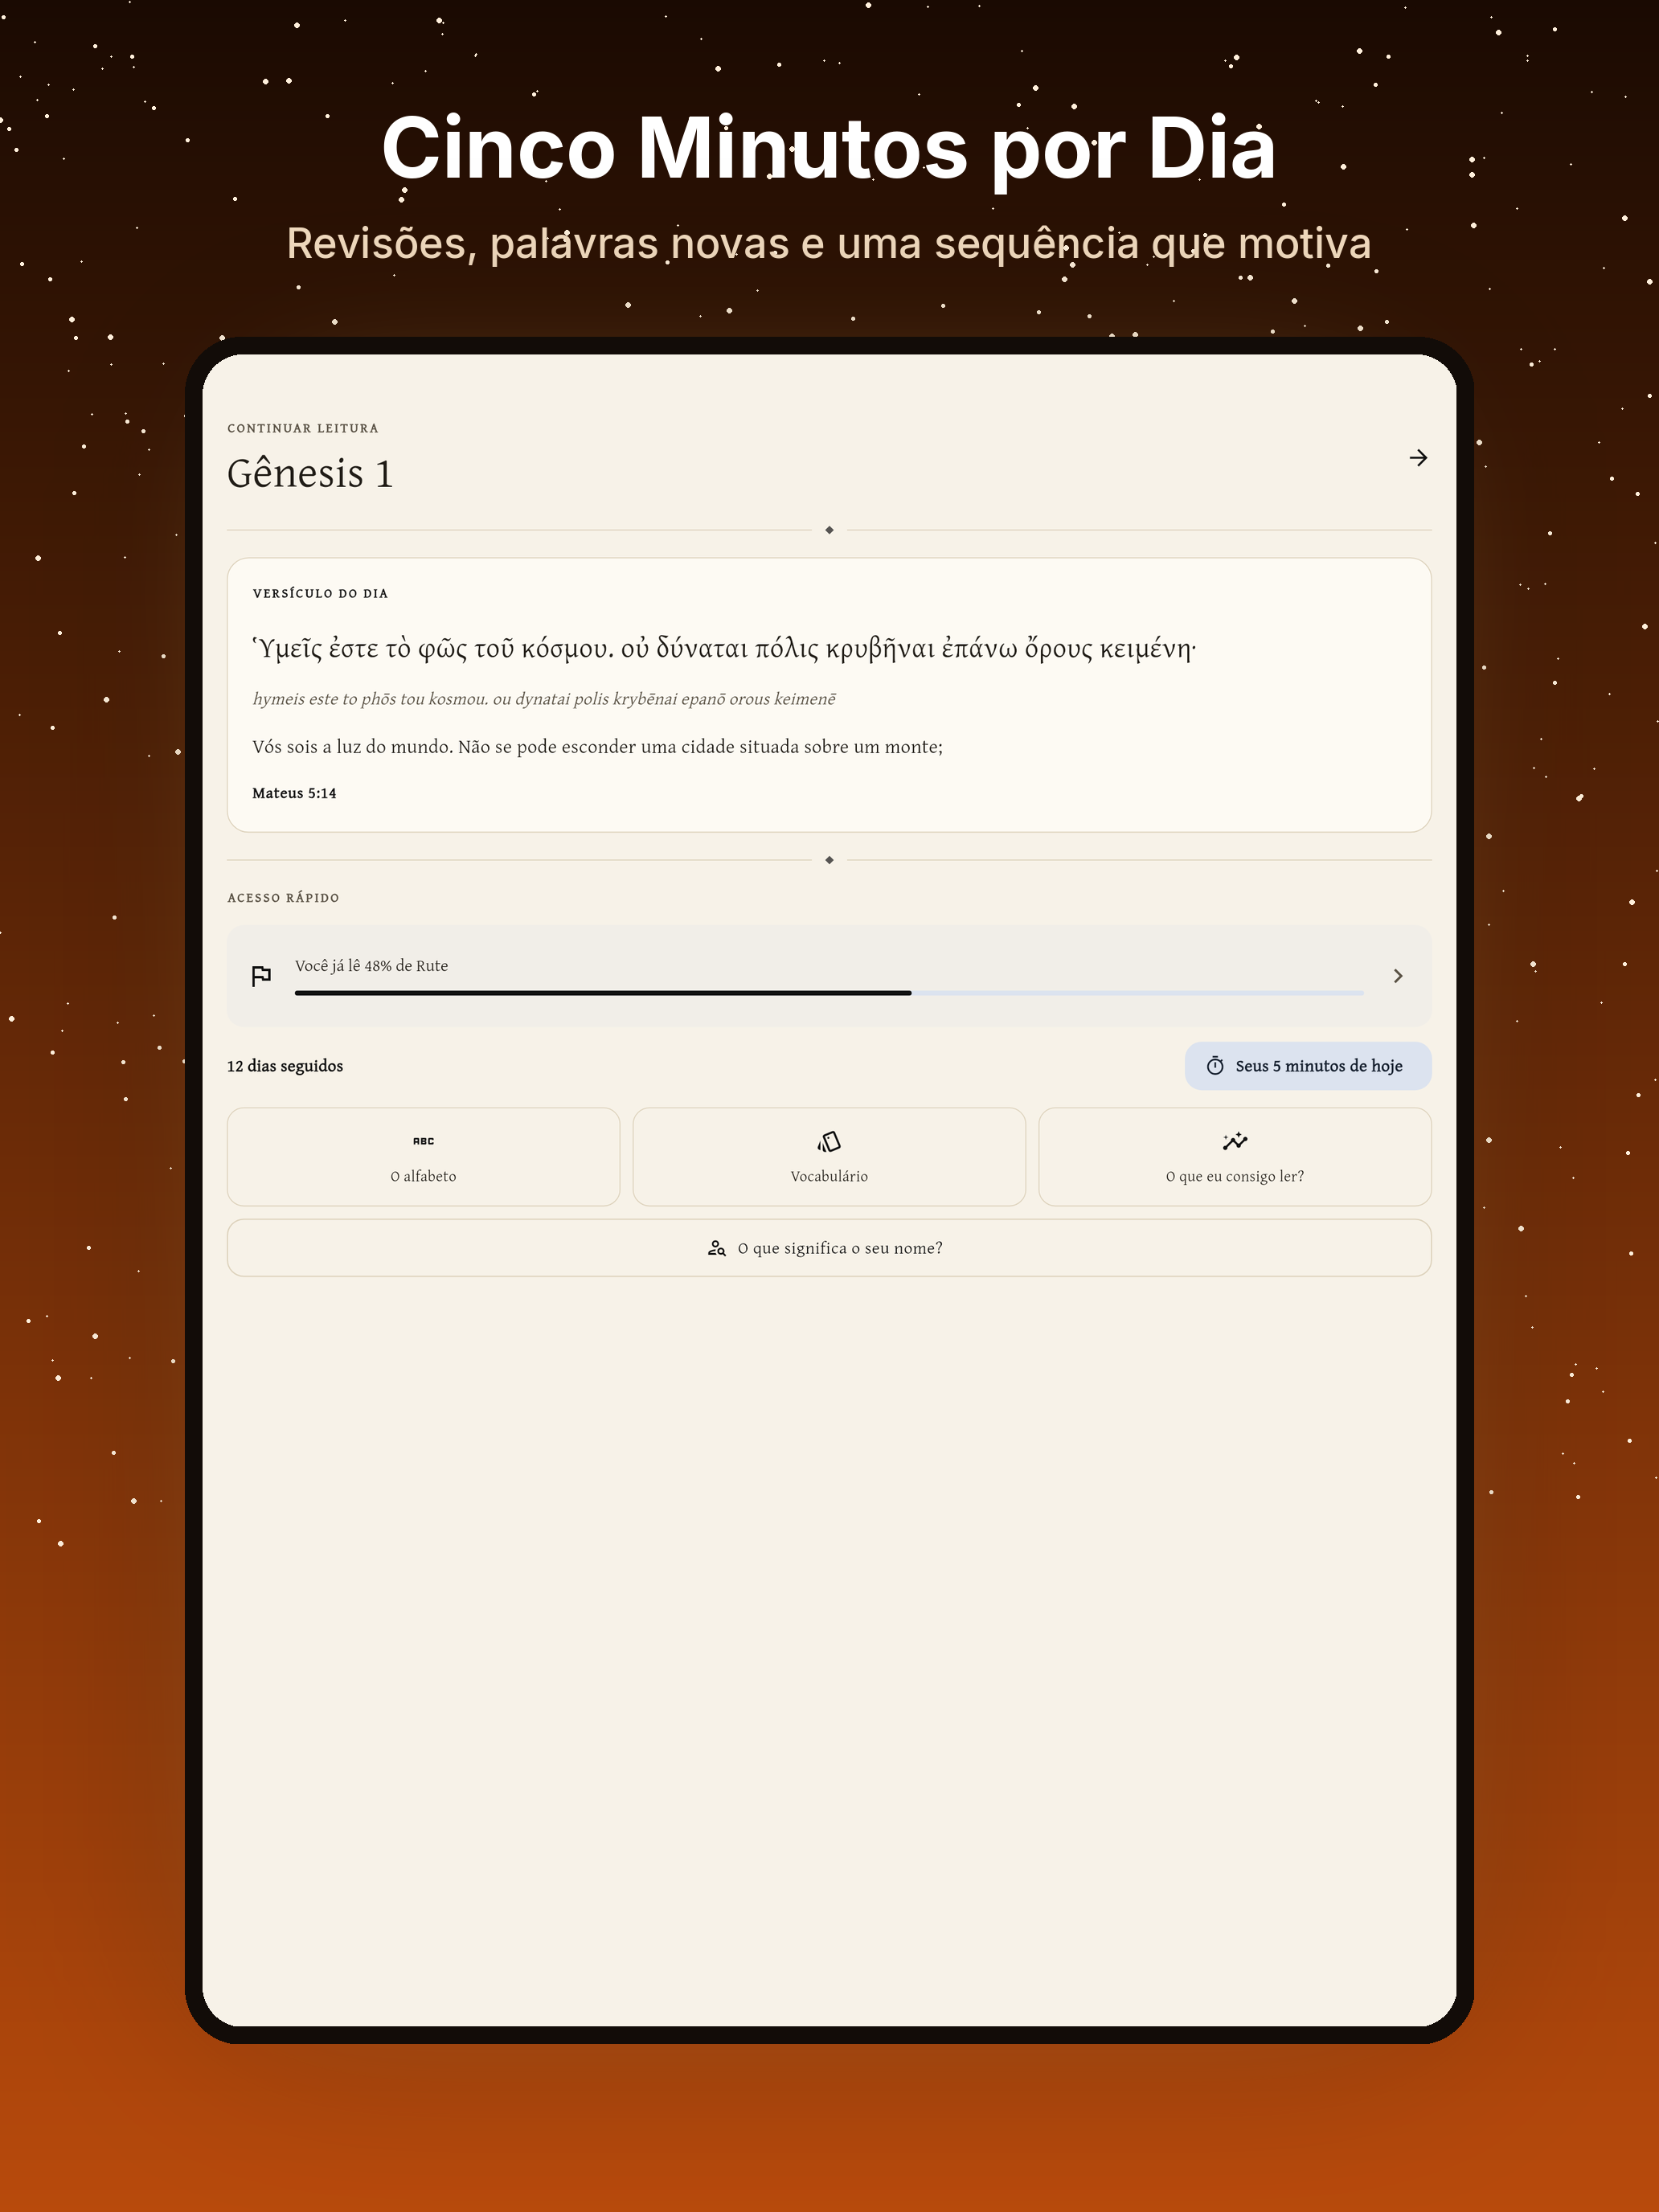 Cinco Minutos por Dia
Revisões, palavras novas e uma sequência que motiva
CONTINUAR LEITURA
Gênesis 1
VERSÍCULO DO DIA
Ὑμεῖς ἐστε τὸ φῶς τοῦ κόσμου. οὐ δύναται πόλις κρυβῆναι ἐπάνω ὄρους κειμένη·
hymeis este to phōs tou kosmou. ou dynatai polis krybēnai epanō orous keimenē
Vós sois a luz do mundo. Não se pode esconder uma cidade situada sobre um monte;
Mateus 5:14
ACESSO RÁPIDO
Você já lê 48% de Rute
12 dias seguidos
Seus 5 minutos de hoje
ABC
O alfabeto
Vocabulário
O que eu consigo ler?
O que significa o seu nome?